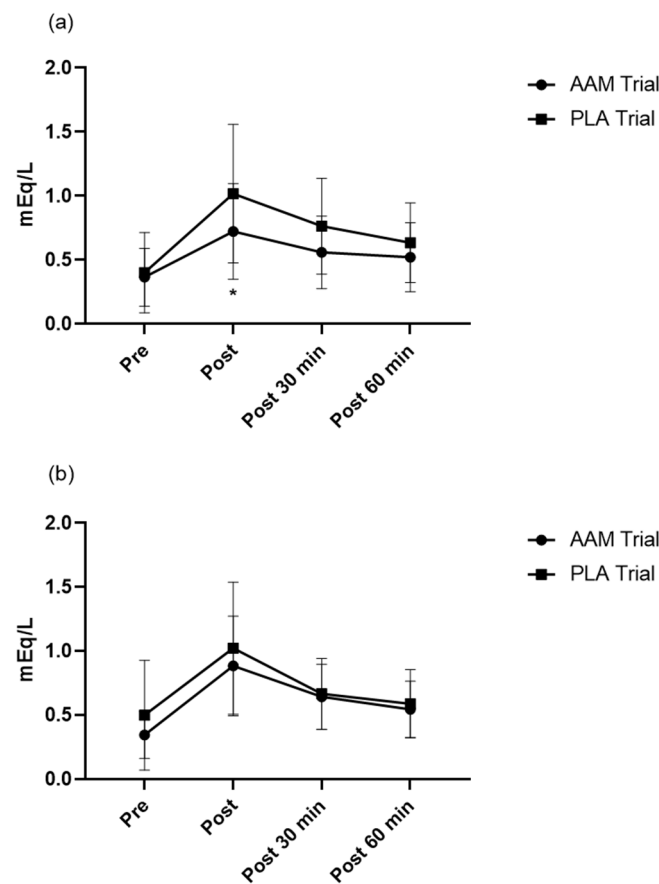 (a)
2.0
1.5
1.0
0.5
0.0
mEq/L
*
Pre
Post
Post 30 min
Post 60 min
AAM Trial
PLA Trial
(b)
2.0
1.5
1.0
0.5
0.0
mEq/L
Pre
Post
Post 30 min
Post 60 min
AAM Trial
PLA Trial